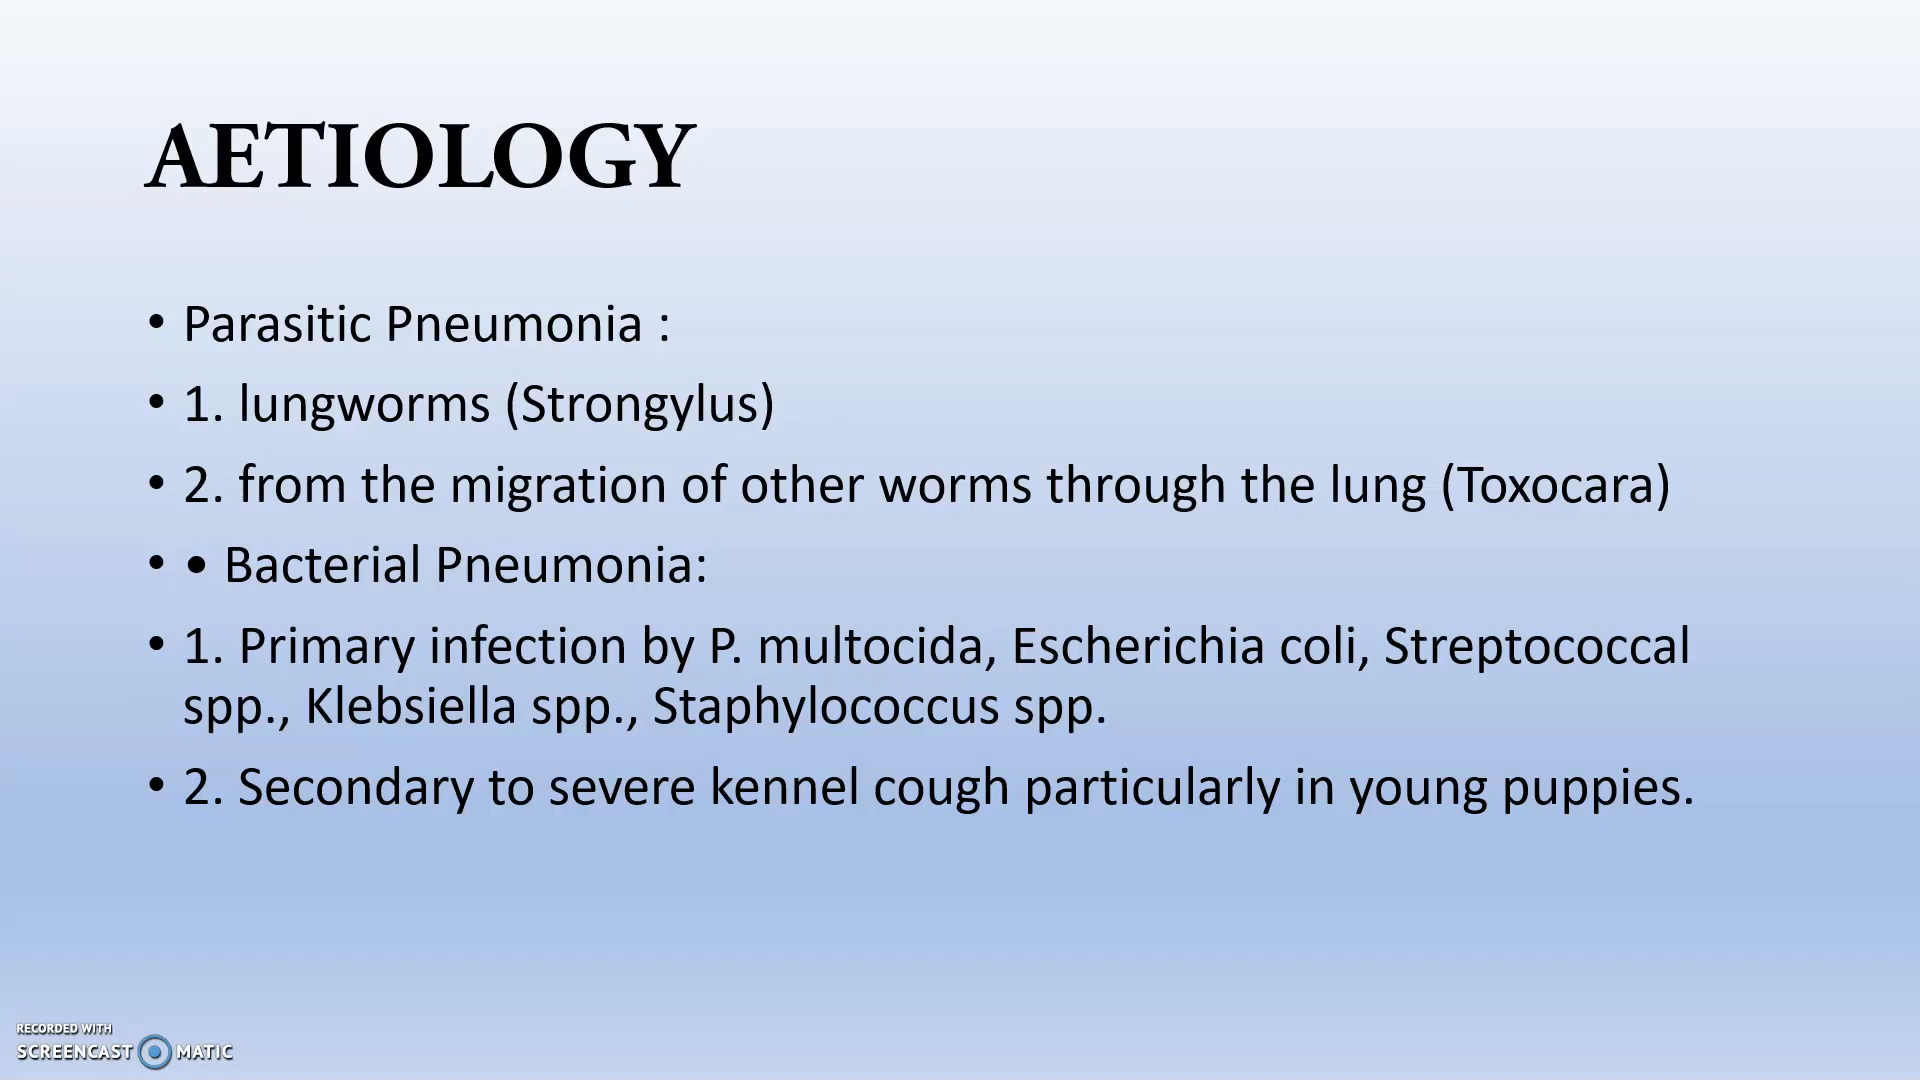 AETIOLOGY
• Parasitic Pneumonia :
• 1. lungworms (Strongylus)
• 2. from the migration of other worms through the lung (Toxocara)
• • Bacterial Pneumonia:
• 1. Primary infection by P. multocida, Escherichia coli, Streptococcal
spp., Klebsiella spp., Staphylococcus spp.
• 2. Secondary to severe kennel cough particularly in young puppies.
RECORDED WITH
SCREENCAST MATIC